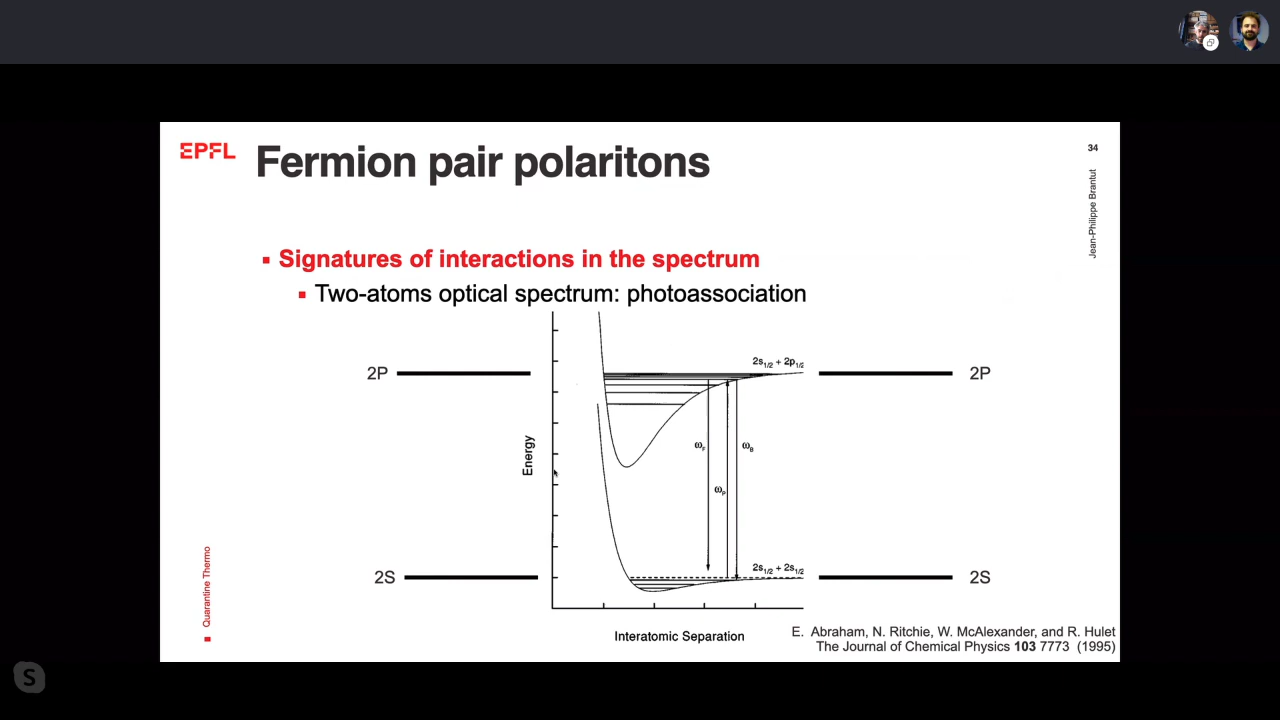 EPFL
Fermion pair polaritons
34
Jean-Philippe Brantut
▪ Signatures of interactions in the spectrum
▪ Two-atoms optical spectrum: photoassociation
2s1/2 + 2p1/2
2P
2P
Energy
ωF
ωB
ωP
2s1/2 + 2s1/2
2S
2S
Interatomic Separation
E. Abraham, N. Ritchie, W. McAlexander, and R. Hulet
The Journal of Chemical Physics 103 7773 (1995)
Quarantine Thermo
S